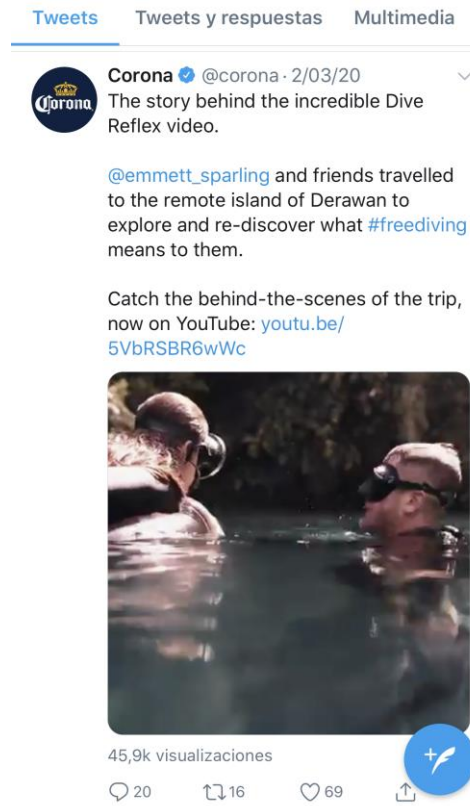 Tweets Tweets y respuestas Multimedia
Corona @corona · 2/03/20
Corona
The story behind the incredible Dive
Reflex video.
@emmett_sparling and friends travelled
to the remote island of Derawan to
explore and re-discover what #freediving
means to them.
Catch the behind-the-scenes of the trip,
now on YouTube: youtu.be/
5VbRSBR6wWc
45,9k visualizaciones
20 16 69